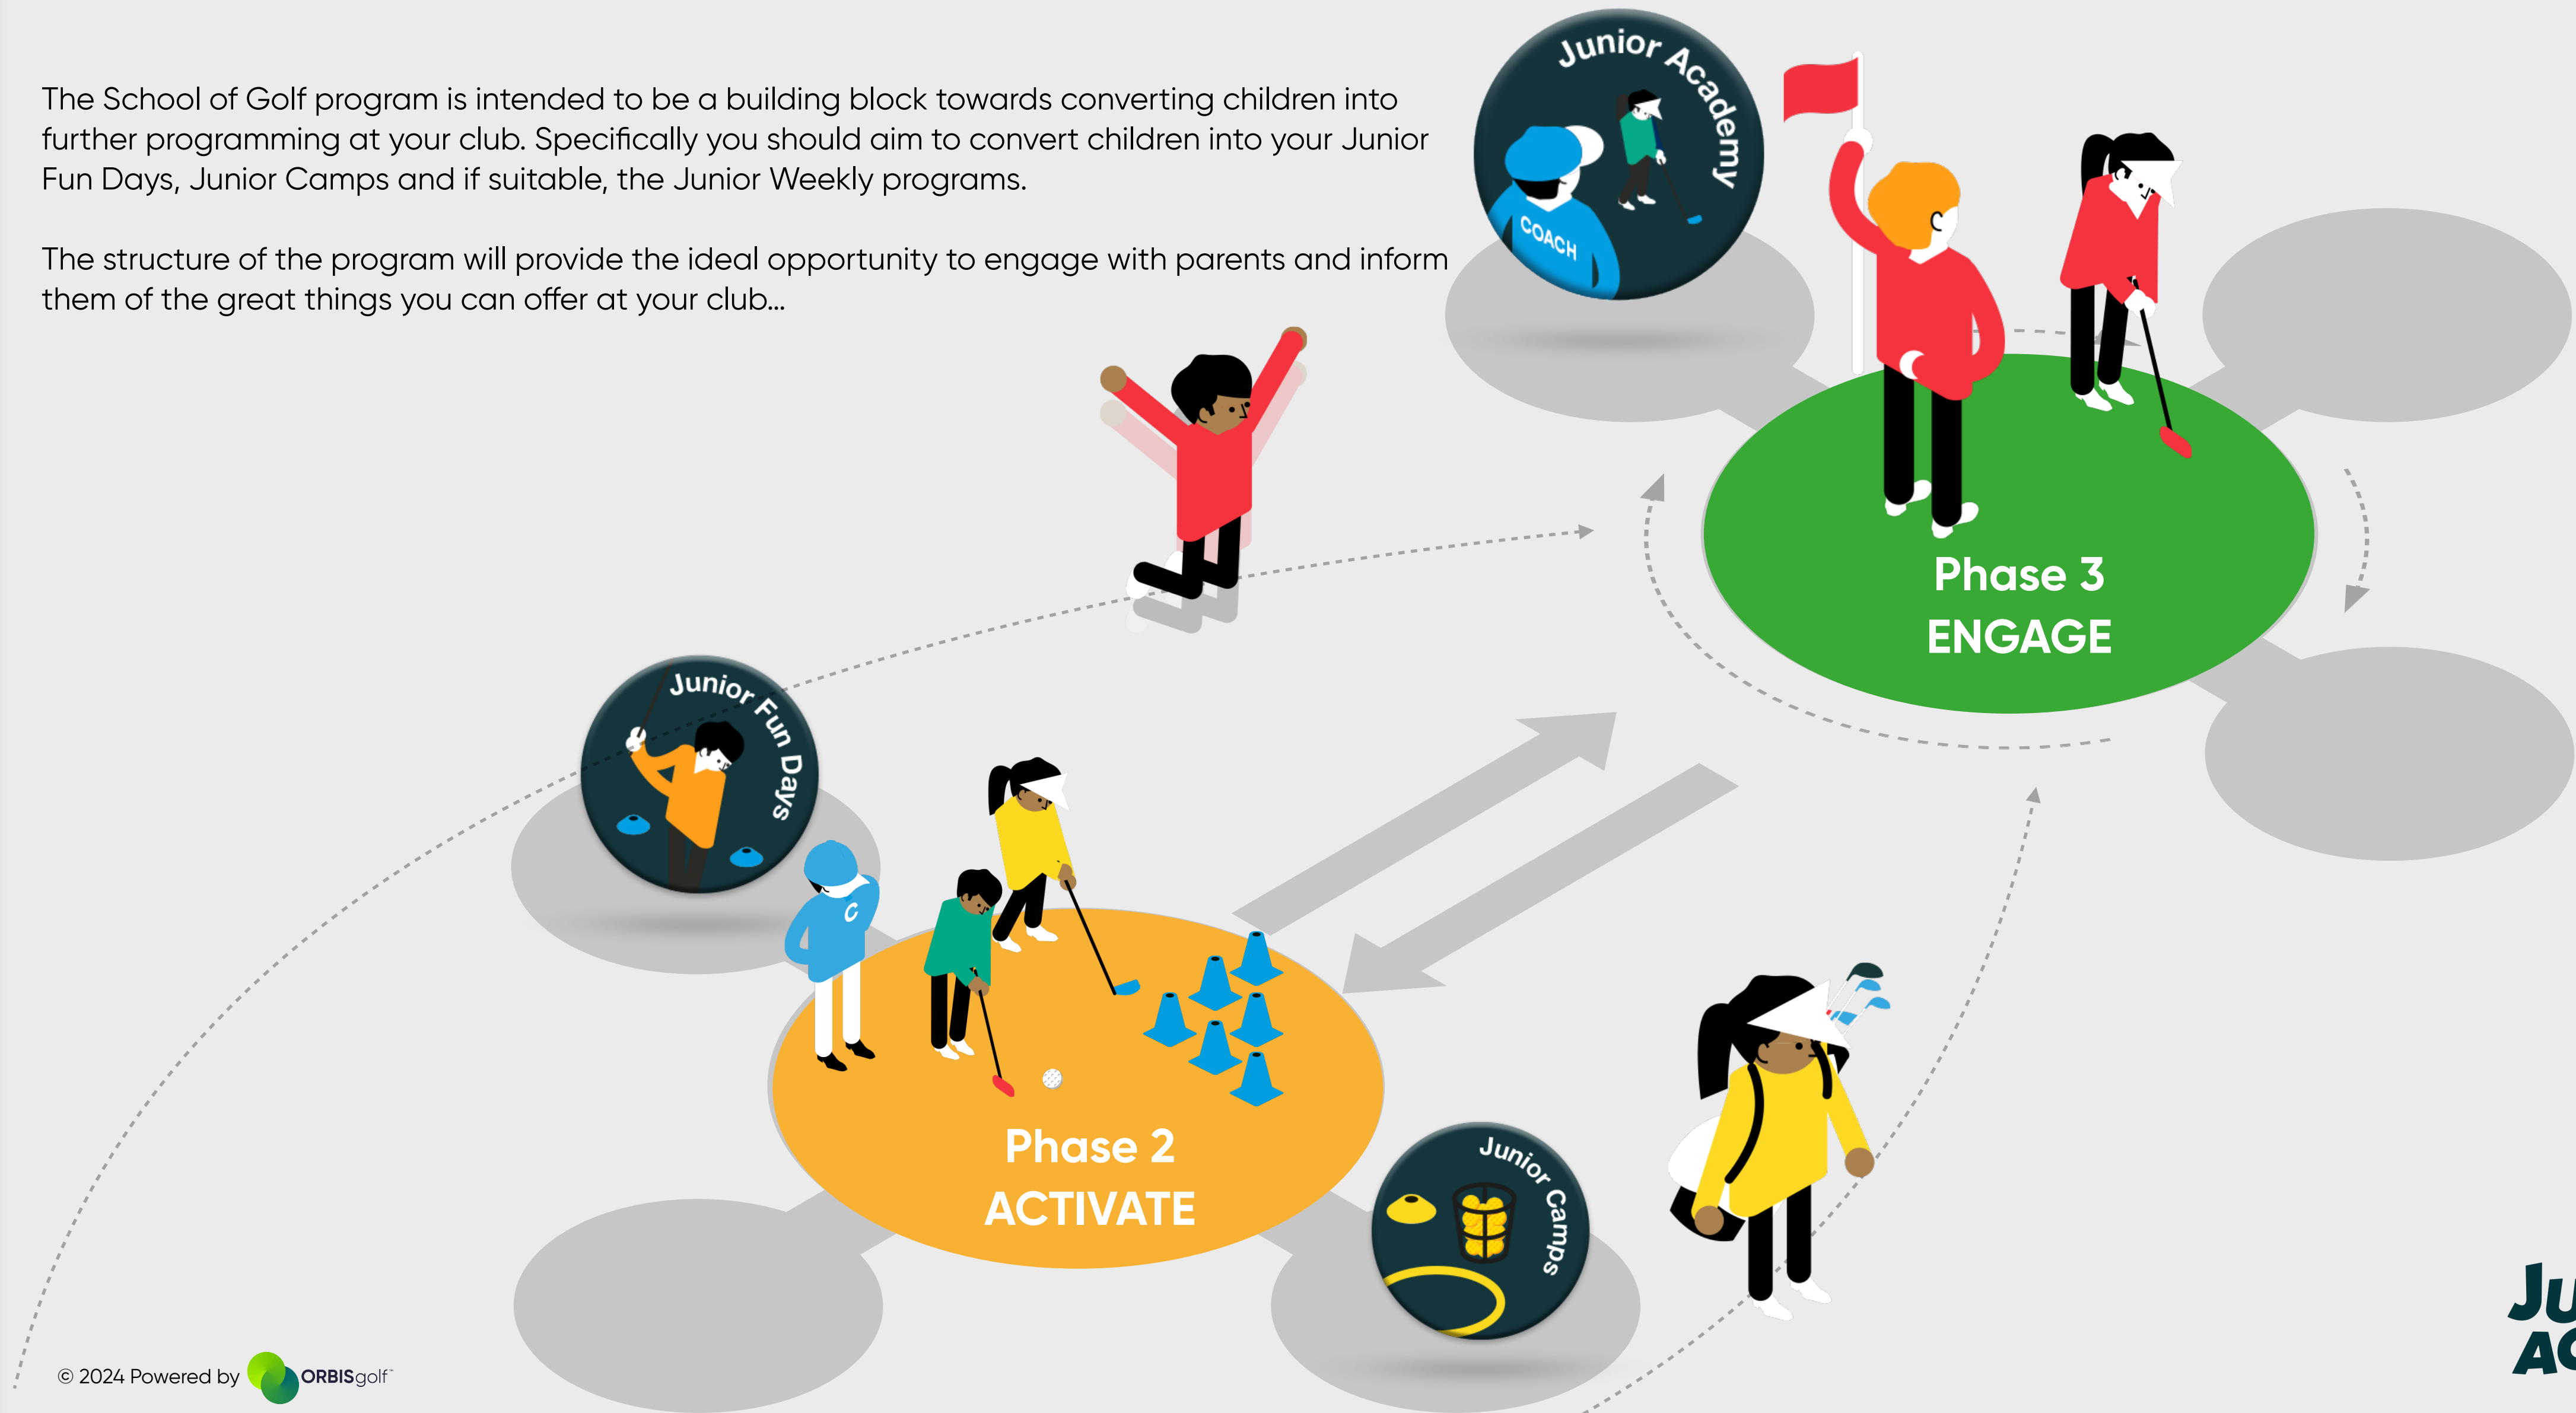 The School of Golf program is intended to be a building block towards converting children into
further programming at your club. Specifically you should aim to convert children into your Junior
Fun Days, Junior Camps and if suitable, the Junior Weekly programs.
The structure of the program will provide the ideal opportunity to engage with parents and inform
them of the great things you can offer at your club...
Junior Academy
COACH
Phase 3
ENGAGE
Junior Fun Days
C
Phase 2
ACTIVATE
Junior Camps
© 2024 Powered by ORBISgolf™